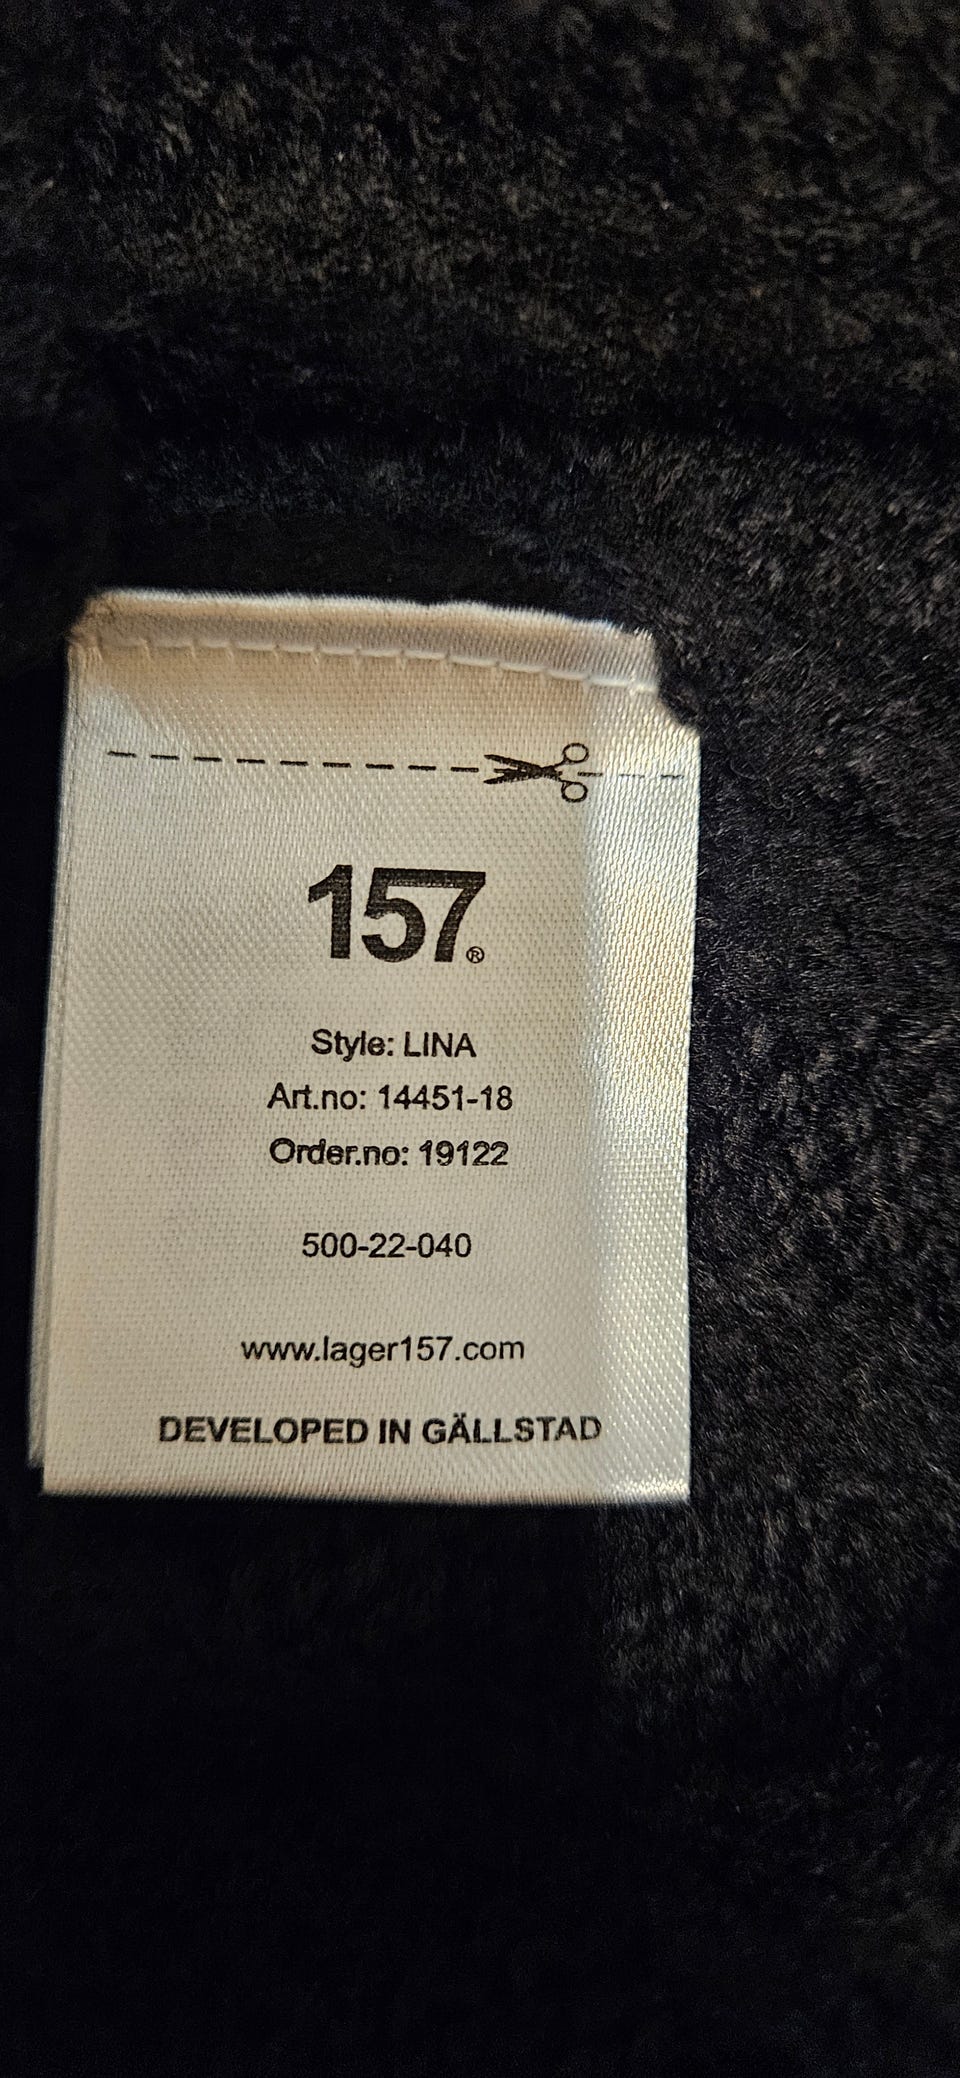 157®
Style: LINA
Art.no: 14451-18
Order.no: 19122
500-22-040
www.lager157.com
DEVELOPED IN GÄLLSTAD